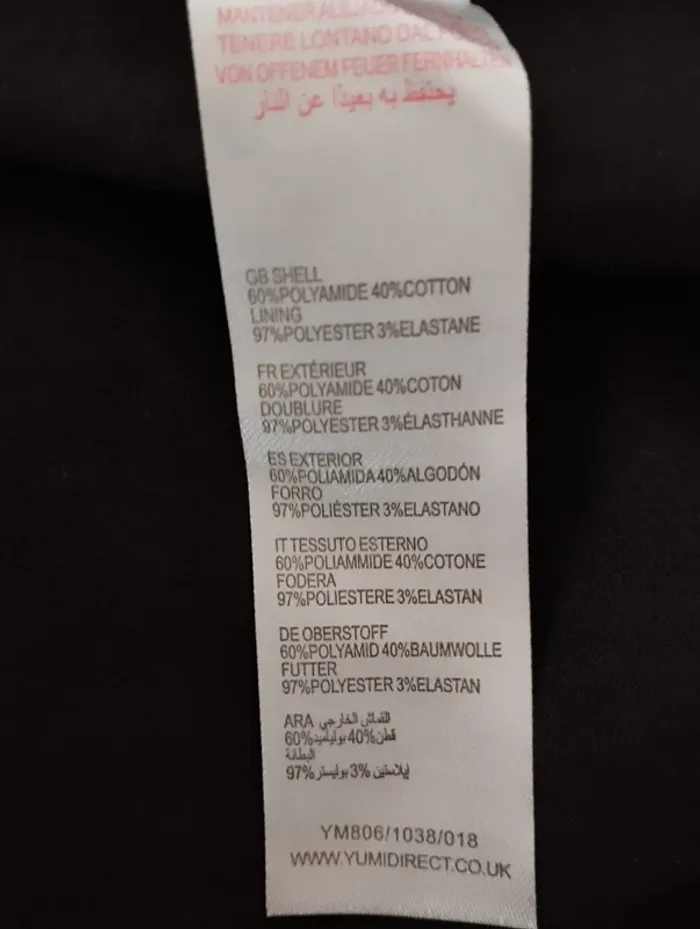 MANTENER
TENERE LONTANO DAL
VON OFFENEM FEUER FERNHALTEN
يحتفظ به بعيدًا عن النار
GB SHELL
60%POLYAMIDE 40%COTTON
LINING
97%POLYESTER 3%ELASTANE
FR EXTÉRIEUR
60%POLYAMIDE 40%COTON
DOUBLURE
97%POLYESTER 3%ÉLASTHANNE
ES EXTERIOR
60%POLIAMIDA40%ALGODÓN
FORRO
97%POLIÉSTER 3%ELASTANO
IT TESSUTO ESTERNO
60%POLIAMMIDE 40%COTONE
FODERA
97%POLIESTERE 3%ELASTAN
DE OBERSTOFF
60%POLYAMID 40%BAUMWOLLE
FUTTER
97%POLYESTER 3%ELASTAN
ARA القماش الخارجي
60%بولياميد 40%قطن
البطانة
97%بوليستر 3% إيلاستين
YM806/1038/018
WWW.YUMIDIRECT.CO.UK